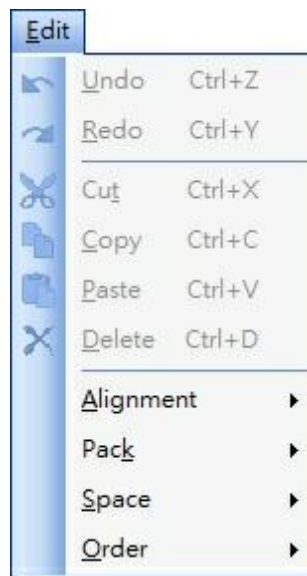 Edit
Undo Ctrl+Z
Redo Ctrl+Y
Cut Ctrl+X
Copy Ctrl+C
Paste Ctrl+V
Delete Ctrl+D
Alignment
Pack
Space
Order